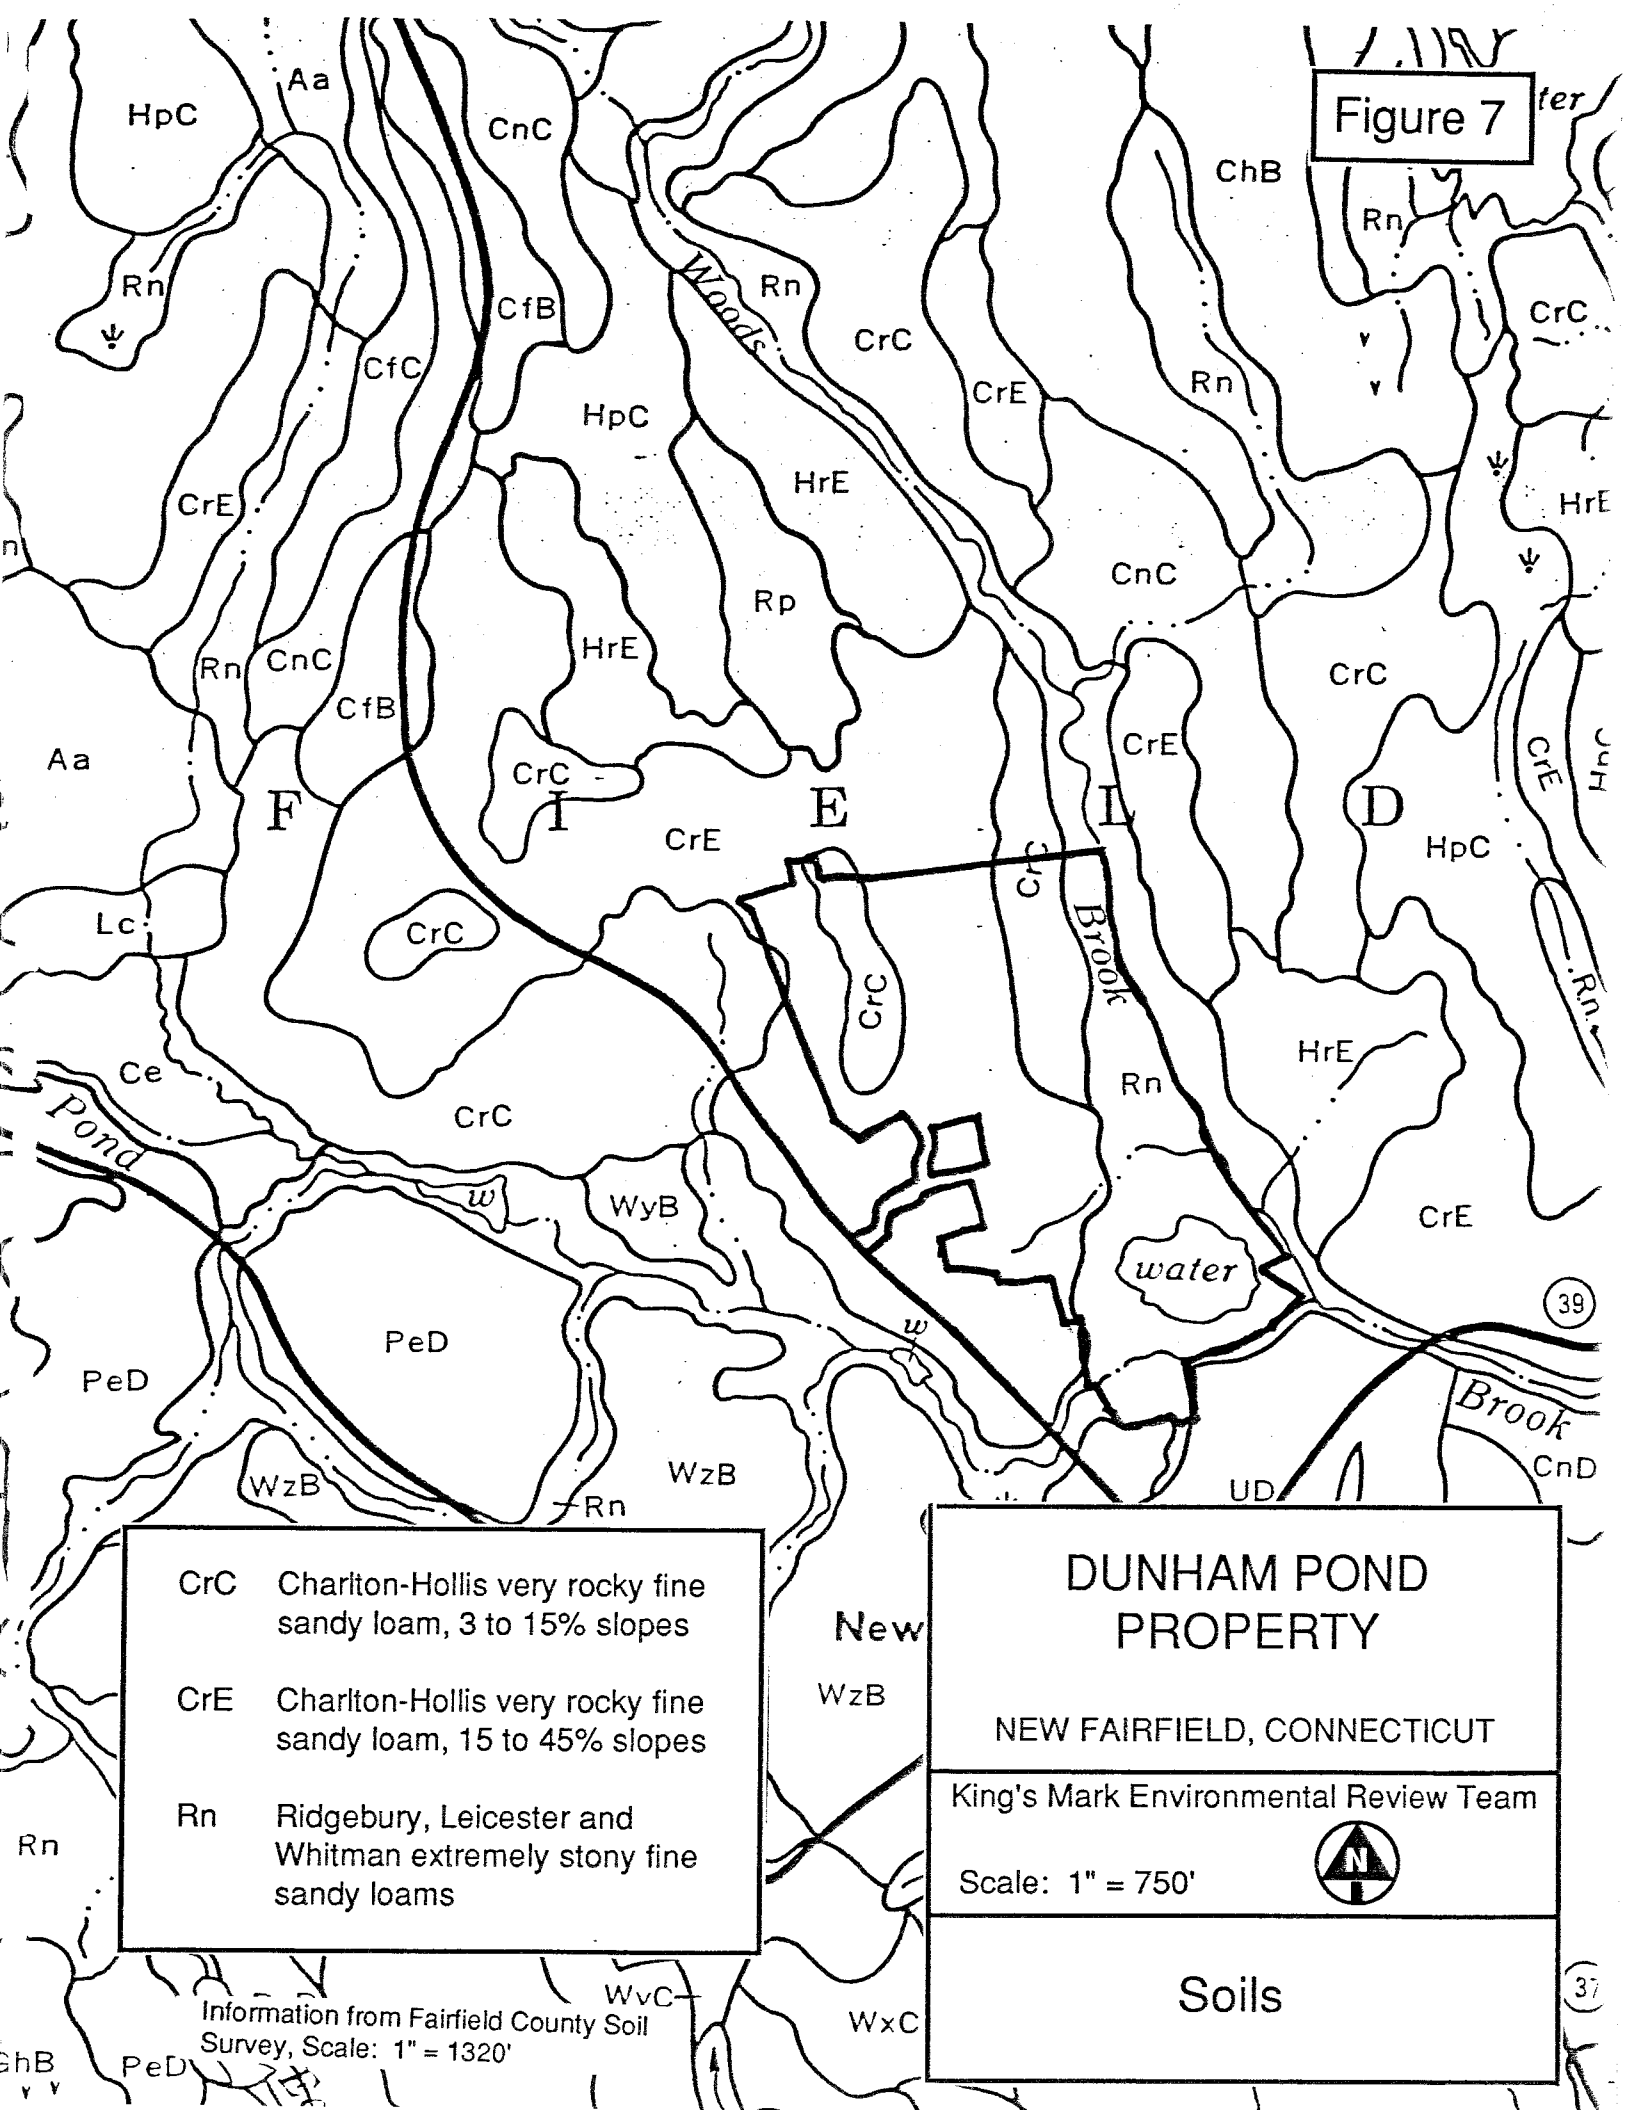 Figure 7
ter
Aa
HpC
CnC
ChB
Rn
Rn
Rn
CfB
CrC
Woods
CrC
CfC
CrE
Rn
HpC
HrE
CrE
HrE
n
CnC
Rp
HrE
Rn
CnC
CrC
CfB
CrE
CrE
Aa
CrC
F I E L D
CrE
HpC
CrC
Lc
CrC
Brook
CrC
Rn
HrE
Ce
Rn
Pond
CrC
w
WyB
CrE
water
39
w
PeD
PeD
Brook
WzB
WzB
CnD
Rn
UD
CrC Charlton-Hollis very rocky fine
sandy loam, 3 to 15% slopes
CrE Charlton-Hollis very rocky fine
sandy loam, 15 to 45% slopes
Rn Ridgebury, Leicester and
Whitman extremely stony fine
sandy loams
New
WzB
DUNHAM POND
PROPERTY
NEW FAIRFIELD, CONNECTICUT
King's Mark Environmental Review Team
N
Scale: 1" = 750'
Soils
Rn
WvC
WxC
37
Information from Fairfield County Soil
Survey, Scale: 1" = 1320'
hB
PeD